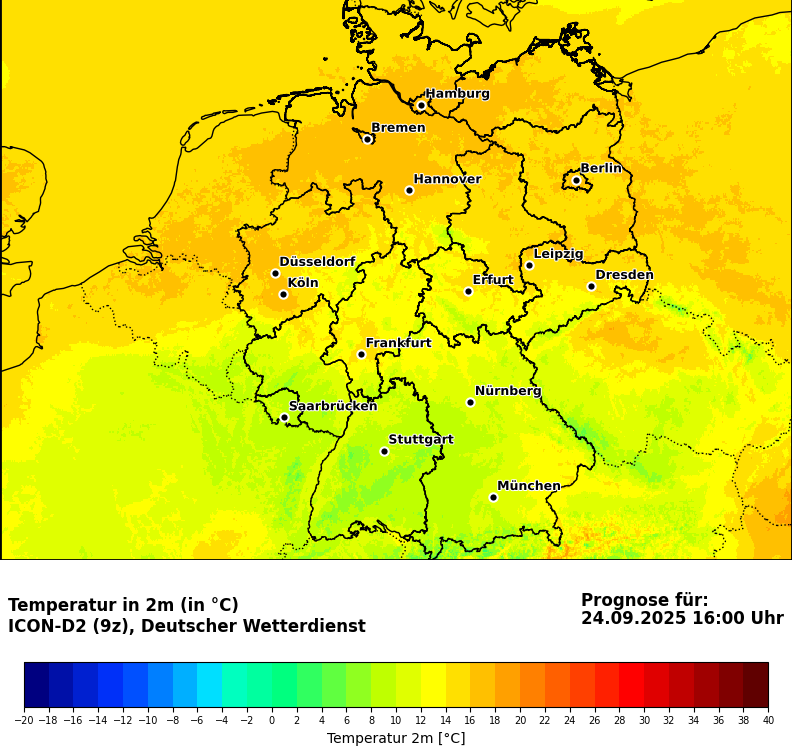 Hamburg
Bremen
Berlin
Hannover
Leipzig
Düsseldorf
Dresden
Köln
Erfurt
Frankfurt
Nürnberg
Saarbrücken
Stuttgart
München
Temperatur in 2m (in °C)
ICON-D2 (9z), Deutscher Wetterdienst
Prognose für:
24.09.2025 16:00 Uhr
−20 −18 −16 −14 −12 −10 −8 −6 −4 −2 0 2 4 6 8 10 12 14 16 18 20 22 24 26 28 30 32 34 36 38 40
Temperatur 2m [°C]